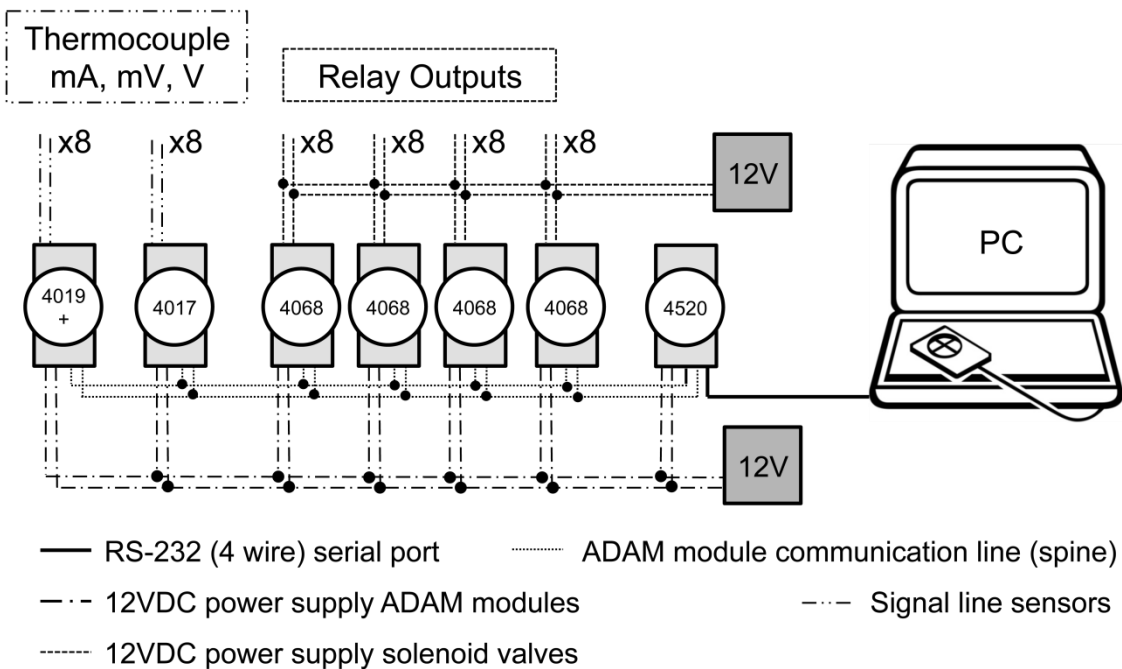 Thermocouple
mA, mV, V
Relay Outputs
x8
x8
x8
x8
x8
x8
12V
PC
4019
+
4017
4068
4068
4068
4068
4520
12V
RS-232 (4 wire) serial port
ADAM module communication line (spine)
12VDC power supply ADAM modules
Signal line sensors
12VDC power supply solenoid valves